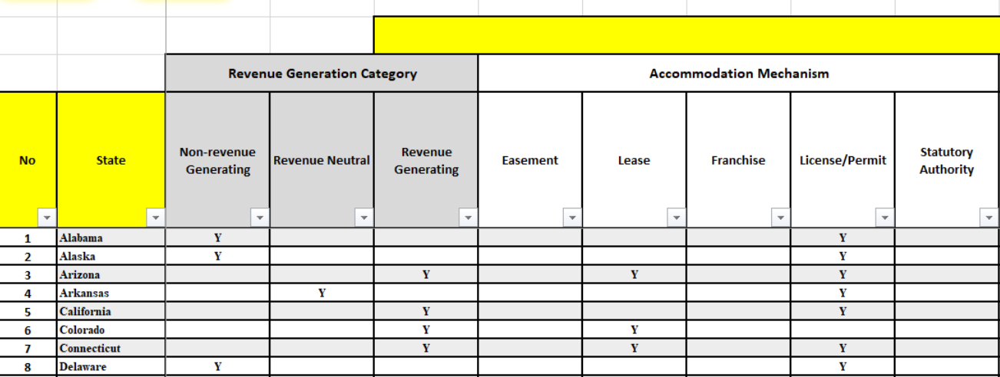 Revenue Generation Category Accommodation Mechanism
No State Non-revenue Generating Revenue Neutral Revenue Generating Easement Lease Franchise License/Permit Statutory Authority
1 Alabama Y Y
2 Alaska Y Y
3 Arizona Y Y Y
4 Arkansas Y Y
5 California Y Y
6 Colorado Y Y
7 Connecticut Y Y Y
8 Delaware Y Y